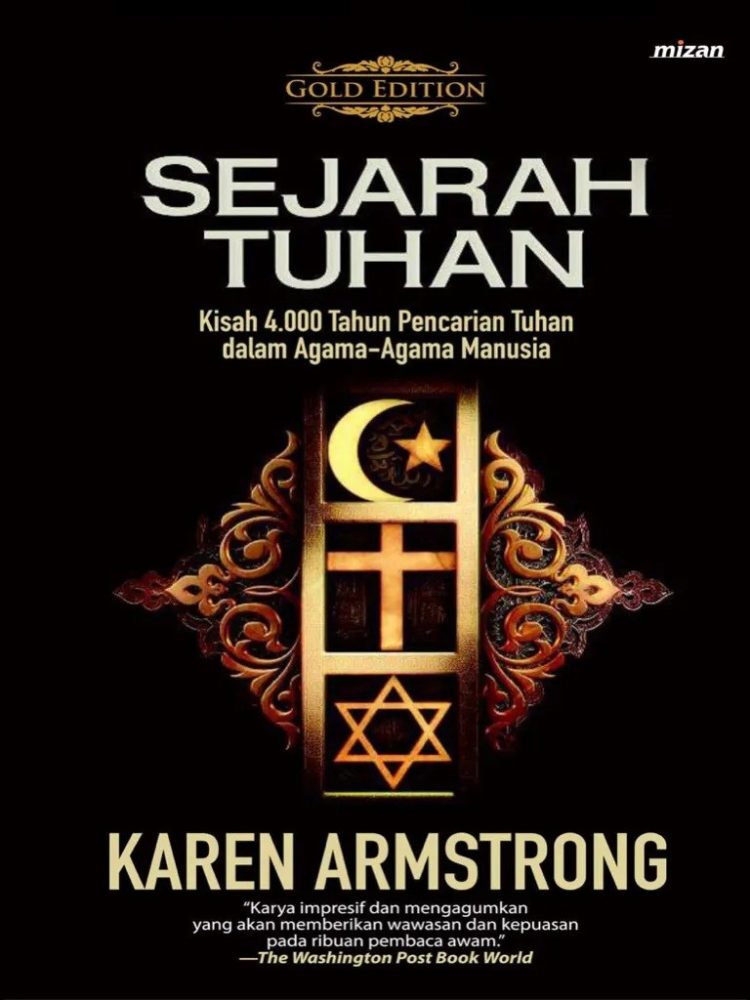 mizan
GOLD EDITION
SEJARAH
TUHAN
Kisah 4.000 Tahun Pencarian Tuhan
dalam Agama-Agama Manusia
KAREN ARMSTRONG
“Karya impresif dan mengagumkan
yang akan memberikan wawasan dan kepuasan
pada ribuan pembaca awam.”
—The Washington Post Book World